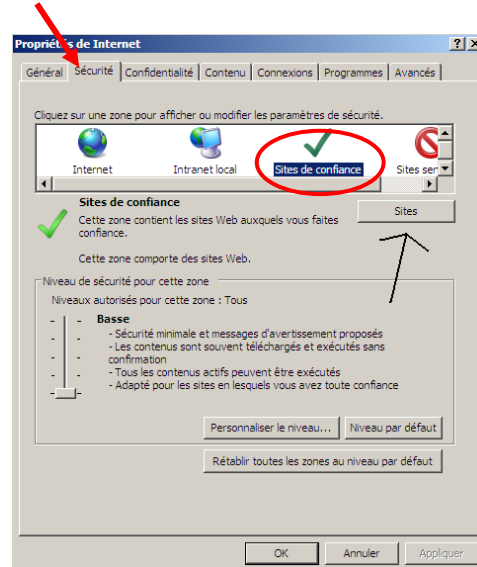 Propriétés de Internet
Général Sécurité Confidentialité Contenu Connexions Programmes Avancés
Cliquez sur une zone pour afficher ou modifier les paramètres de sécurité.
Internet Intranet local Sites de confiance Sites sen
Sites de confiance
Sites
Cette zone contient les sites Web auxquels vous faites
confiance.
Cette zone comporte des sites Web.
Niveau de sécurité pour cette zone
Niveaux autorisés pour cette zone : Tous
Basse
- Sécurité minimale et messages d'avertissement proposés
- Les contenus sont souvent téléchargés et exécutés sans
confirmation
- Tous les contenus actifs peuvent être exécutés
- Adapté pour les sites en lesquels vous avez toute confiance
Personnaliser le niveau... Niveau par défaut
Rétablir toutes les zones au niveau par défaut
OK Annuler Appliquer